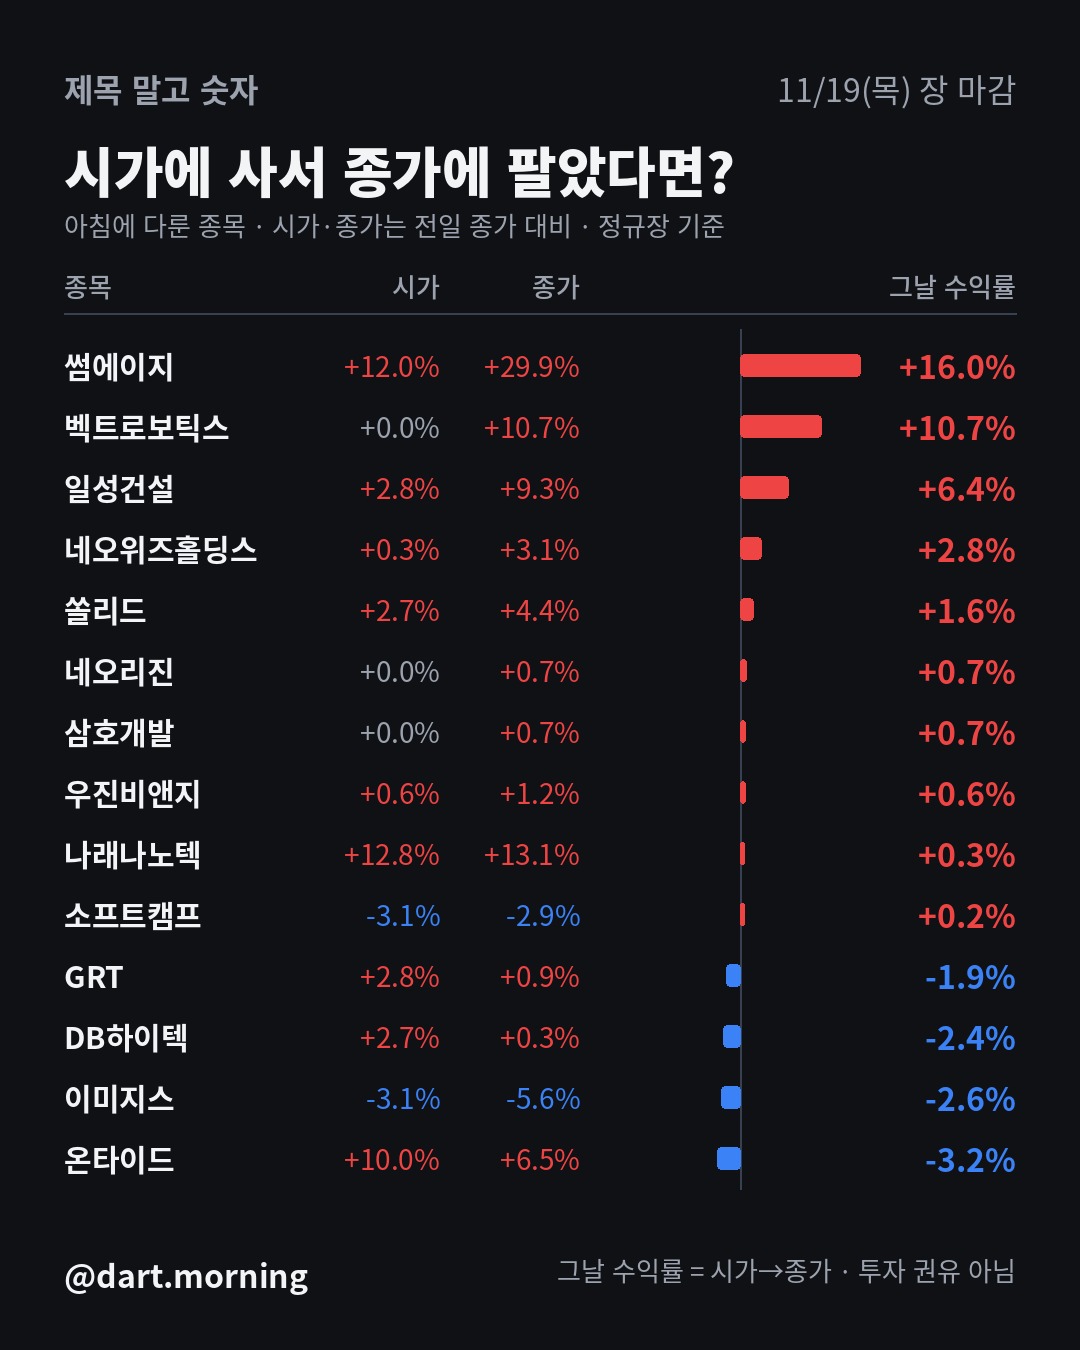 제목 말고 숫자 11/19(목) 장 마감
시가에 사서 종가에 팔았다면?
아침에 다룬 종목 · 시가·종가는 전일 종가 대비 · 정규장 기준
종목 시가 종가 그날 수익률
썸에이지 +12.0% +29.9% +16.0%
벡트로보틱스 +0.0% +10.7% +10.7%
일성건설 +2.8% +9.3% +6.4%
네오위즈홀딩스 +0.3% +3.1% +2.8%
쏠리드 +2.7% +4.4% +1.6%
네오리진 +0.0% +0.7% +0.7%
삼호개발 +0.0% +0.7% +0.7%
우진비앤지 +0.6% +1.2% +0.6%
나래나노텍 +12.8% +13.1% +0.3%
소프트캠프 -3.1% -2.9% +0.2%
GRT +2.8% +0.9% -1.9%
DB하이텍 +2.7% +0.3% -2.4%
이미지스 -3.1% -5.6% -2.6%
온타이드 +10.0% +6.5% -3.2%
@dart.morning 그날 수익률 = 시가→종가 · 투자 권유 아님